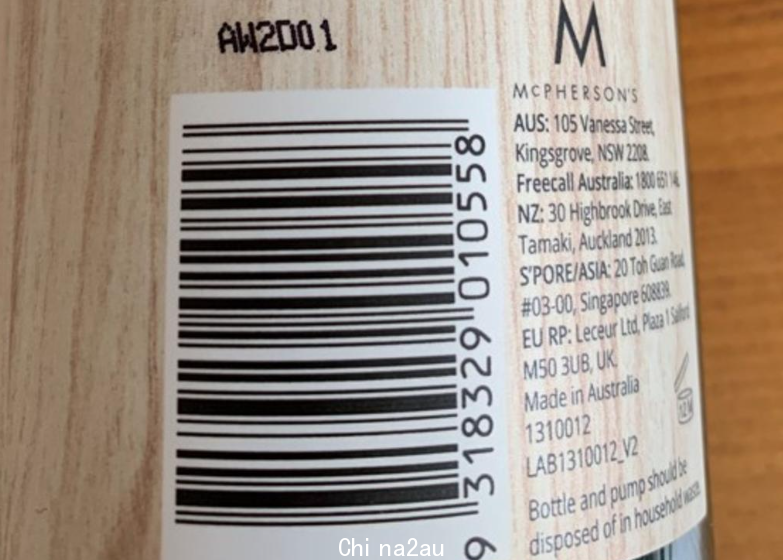 AW2D01
M
McPHERSON'S
AUS: 105 Vanessa Street,
Kingsgrove, NSW 2208.
Freecall Australia: 1800 651 146
NZ: 30 Highbrook Drive, East
Tamaki, Auckland 2013.
S'PORE/ASIA: 20 Toh Guan Road,
#03-00, Singapore 608839.
EU RP: Leceur Ltd, Plaza 1 Salford
M50 3UB, UK.
Made in Australia
1310012
LAB1310012_V2
Bottle and pump should be
disposed of in household waste.
12M
9 318329 010558
Chi na2au